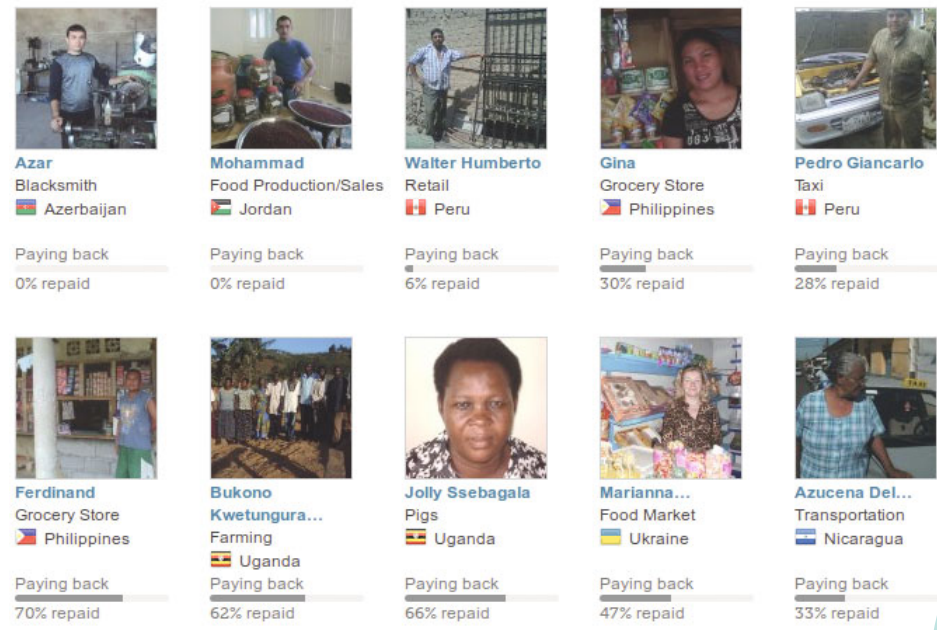 Azar
Blacksmith
Azerbaijan
Paying back
0% repaid
Mohammad
Food Production/Sales
Jordan
Paying back
0% repaid
Walter Humberto
Retail
Peru
Paying back
6% repaid
Gina
Grocery Store
Philippines
Paying back
30% repaid
Pedro Giancarlo
Taxi
Peru
Paying back
28% repaid
Ferdinand
Grocery Store
Philippines
Paying back
70% repaid
Bukono
Kwetungura...
Farming
Uganda
Paying back
62% repaid
Jolly Ssebagala
Pigs
Uganda
Paying back
66% repaid
Marianna...
Food Market
Ukraine
Paying back
47% repaid
Azucena Del...
Transportation
Nicaragua
Paying back
33% repaid
TAXI